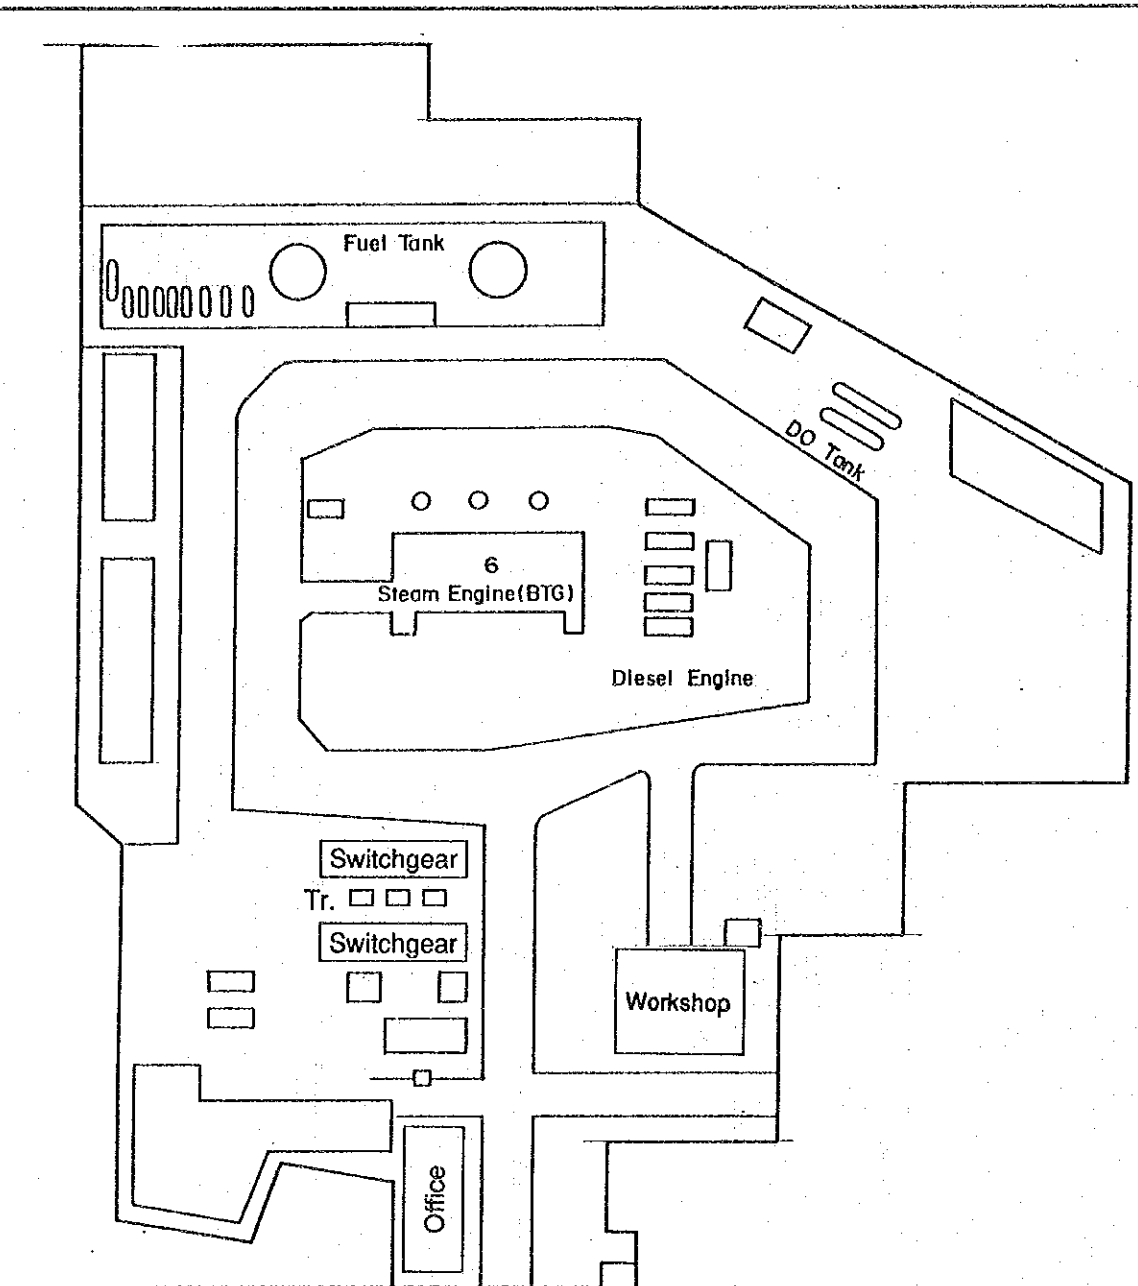 Fuel Tank
DO Tank
6
Steam Engine(BTG)
Diesel Engine
Switchgear
Tr.
Switchgear
Workshop
Office